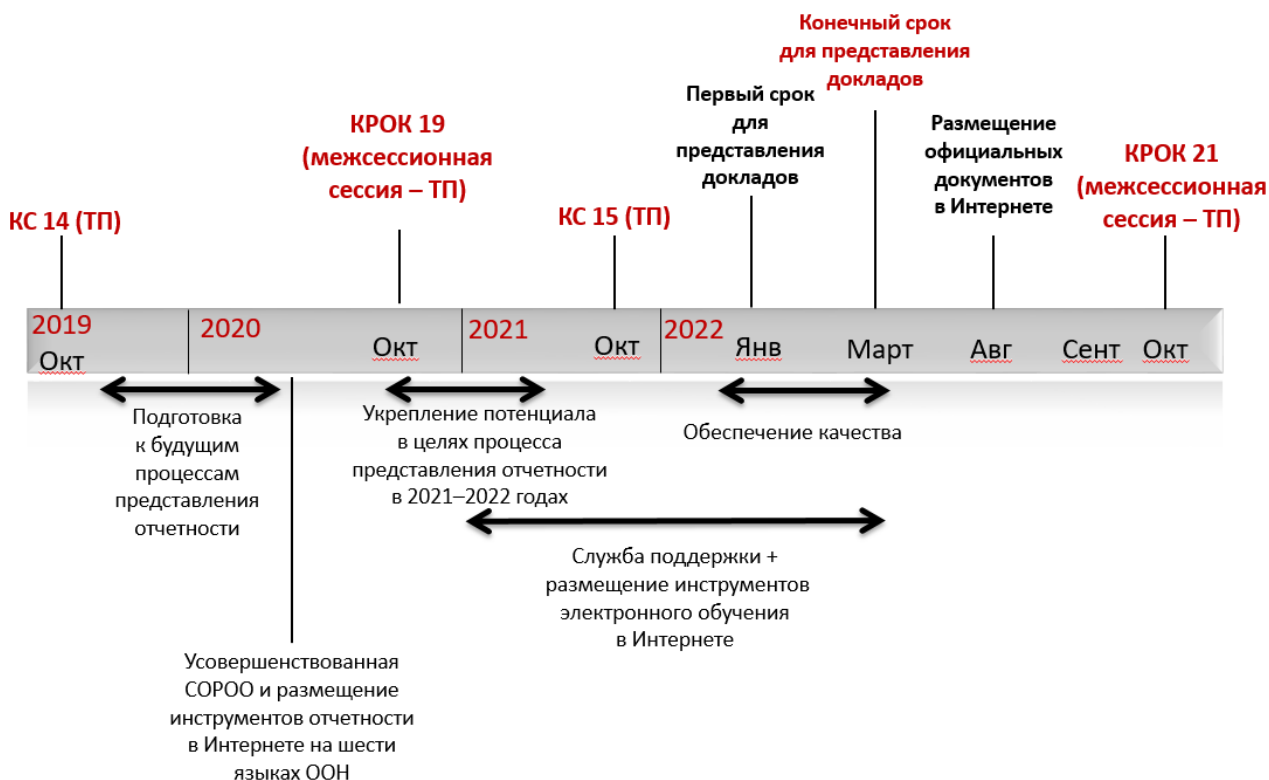 Конечный срок
для представления
докладов
Первый срок
для
представления
докладов
КРОК 19
(межсессионная
сессия – ТП)
Размещение
официальных
документов
в Интернете
КРОК 21
(межсессионная
сессия – ТП)
КС 14 (ТП)
КС 15 (ТП)
2019
Окт
2020
Окт
2021
Окт
2022
Янв
Март
Авг
Сент
Окт
Подготовка
к будущим
процессам
представления
отчетности
Укрепление потенциала
в целях процесса
представления отчетности
в 2021–2022 годах
Обеспечение качества
Служба поддержки +
размещение инструментов
электронного обучения
в Интернете
Усовершенствованная
СОРОО и размещение
инструментов отчетности
в Интернете на шести
языках ООН